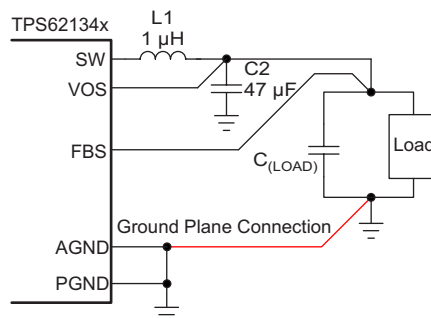 TPS62134x
L1
1 µH
SW
VOS
C2
47 µF
FBS
C(LOAD)
Load
Ground Plane Connection
AGND
PGND